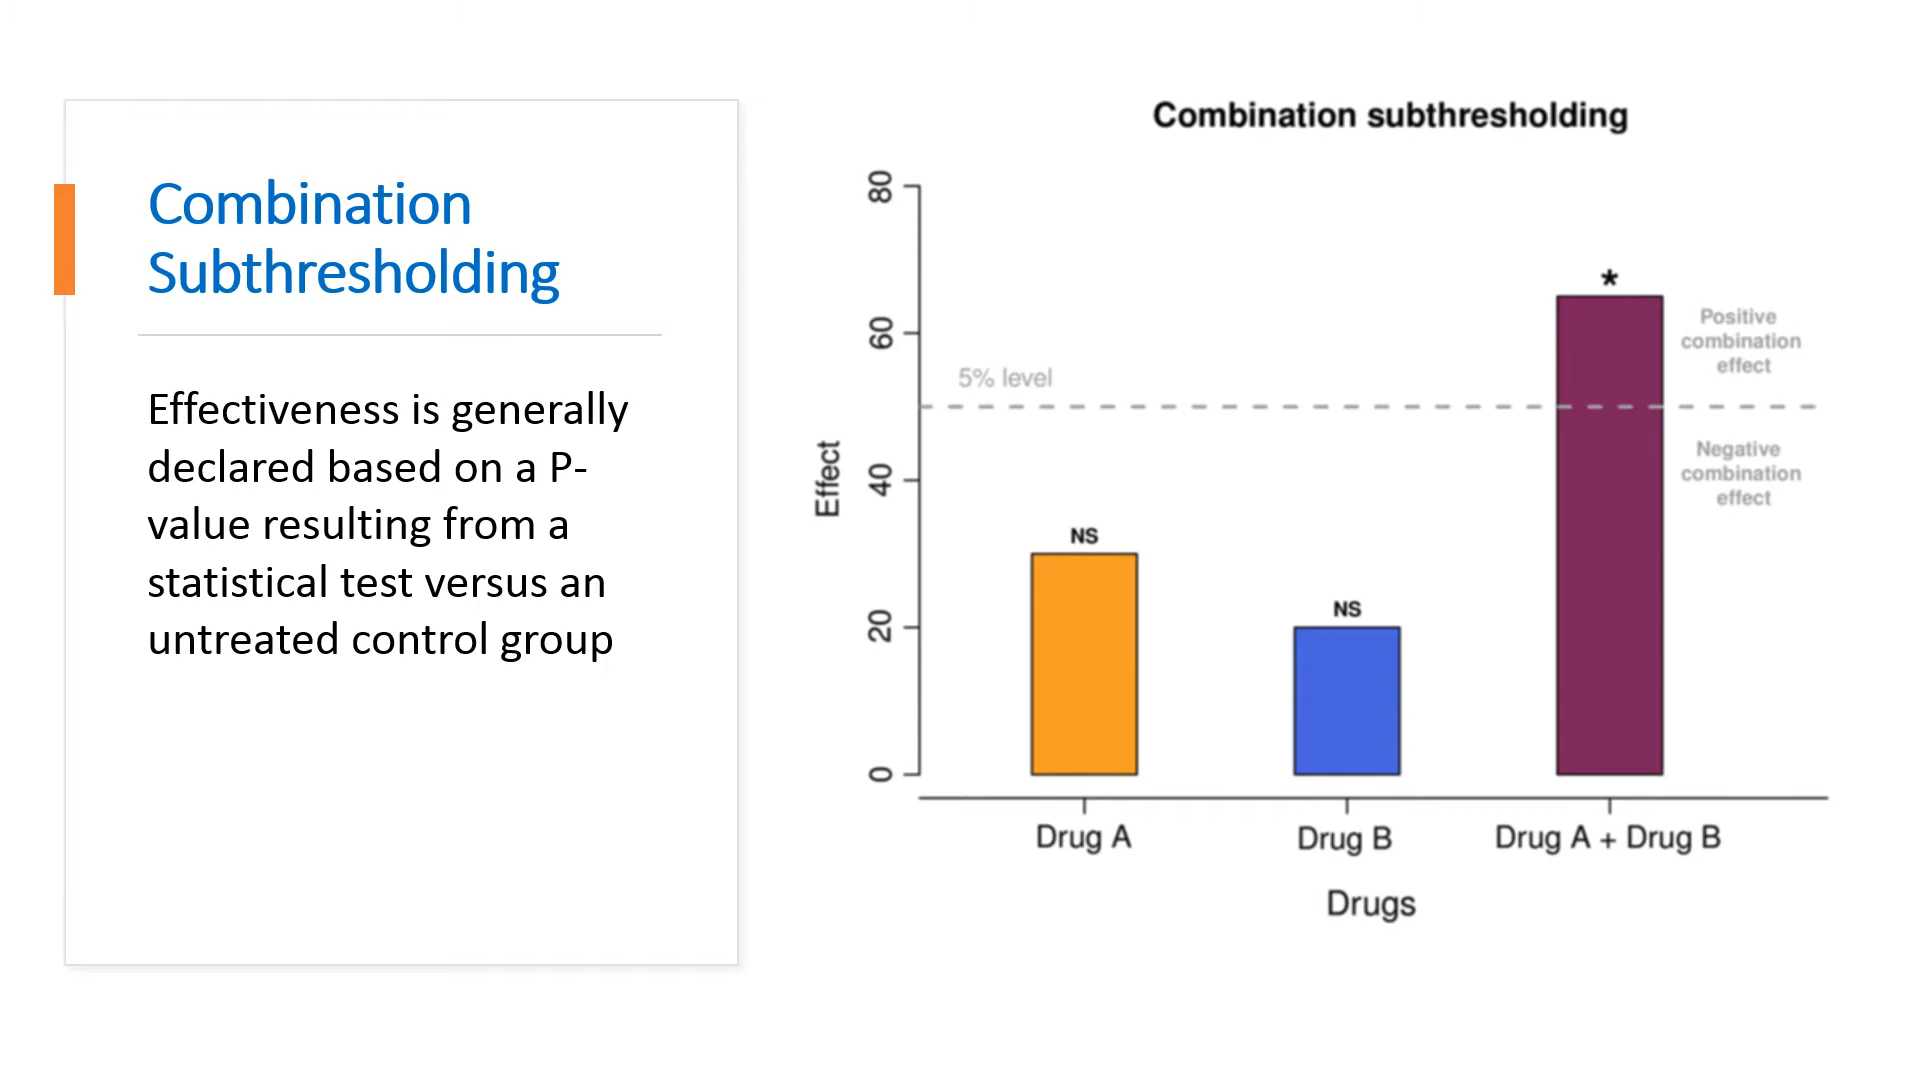 Combination
Subthresholding
Effectiveness is generally
declared based on a P-
value resulting from a
statistical test versus an
untreated control group
Combination subthresholding
80
60
40
20
0
Effect
5% level
NS
NS
*
Positive
combination
effect
Negative
combination
effect
Drug A
Drug B
Drug A + Drug B
Drugs